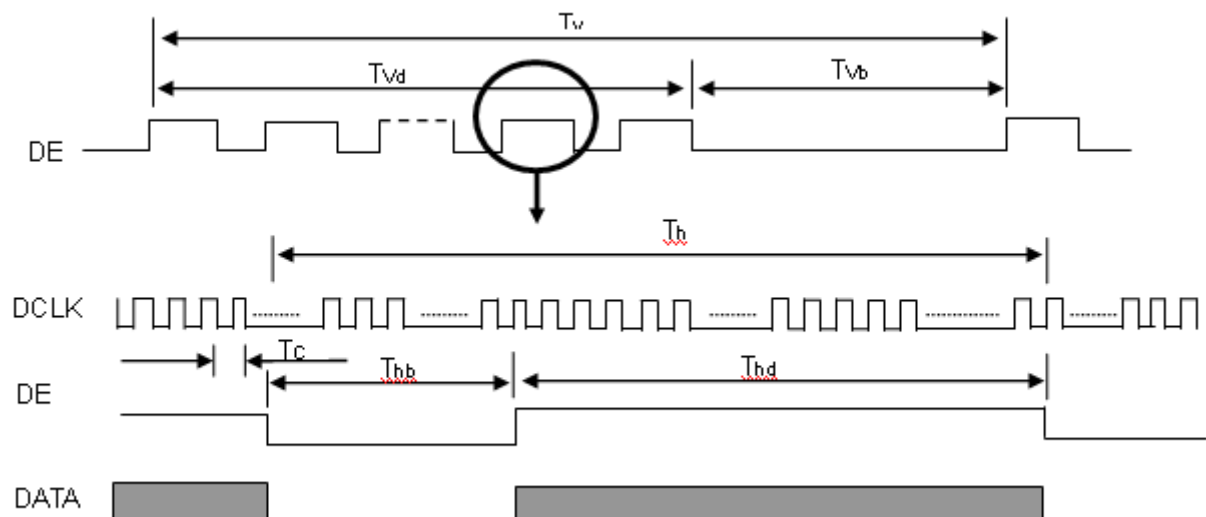 Tv
Tvd
Tvb
DE
Th
DCLK
Tc
Thb
Thd
DE
DATA